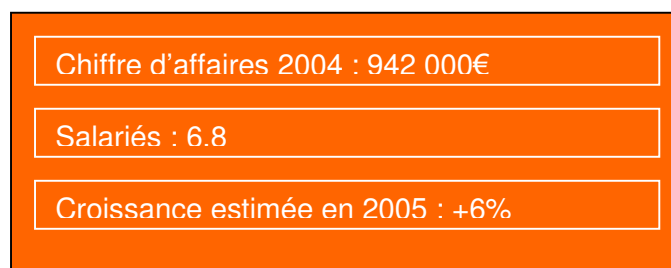 Chiffre d'affaires 2004 : 942 000€
Salariés : 6.8
Croissance estimée en 2005 : +6%